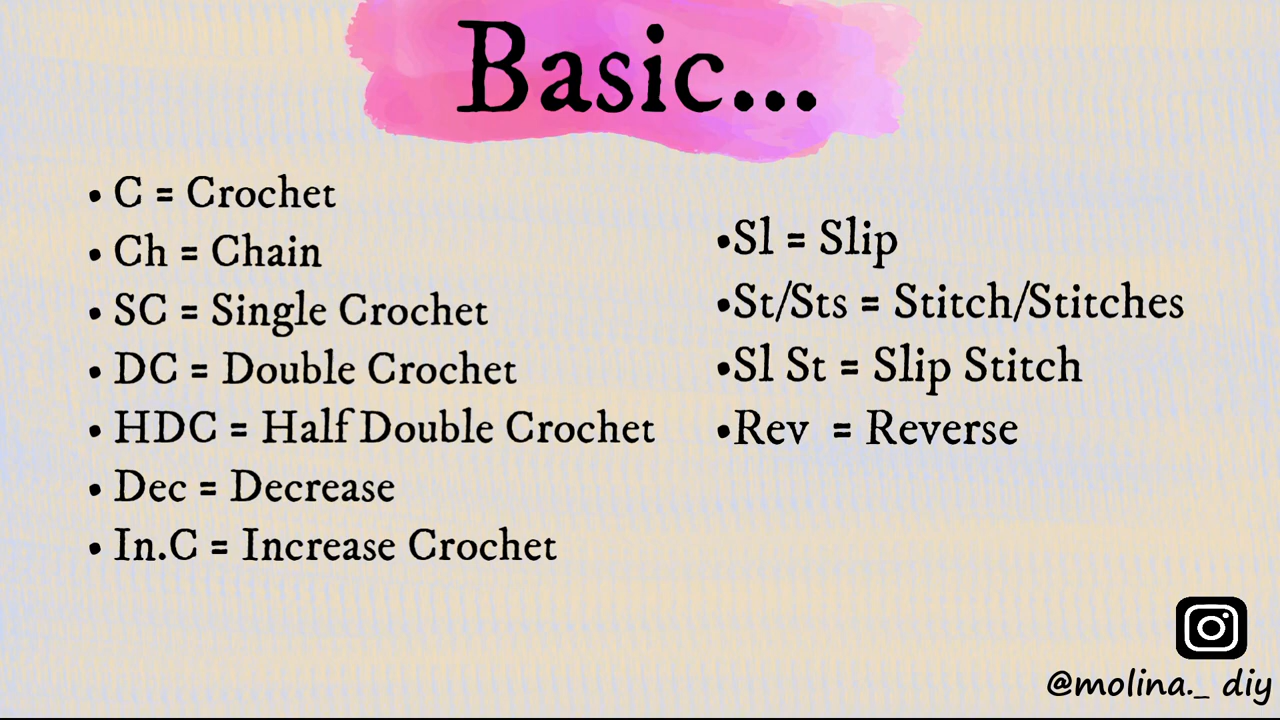 Basic...
• C = Crochet
• Ch = Chain
• SC = Single Crochet
• DC = Double Crochet
• HDC = Half Double Crochet
• Dec = Decrease
• In.C = Increase Crochet
•Sl = Slip
•St/Sts = Stitch/Stitches
•Sl St = Slip Stitch
•Rev = Reverse
@molina._ diy